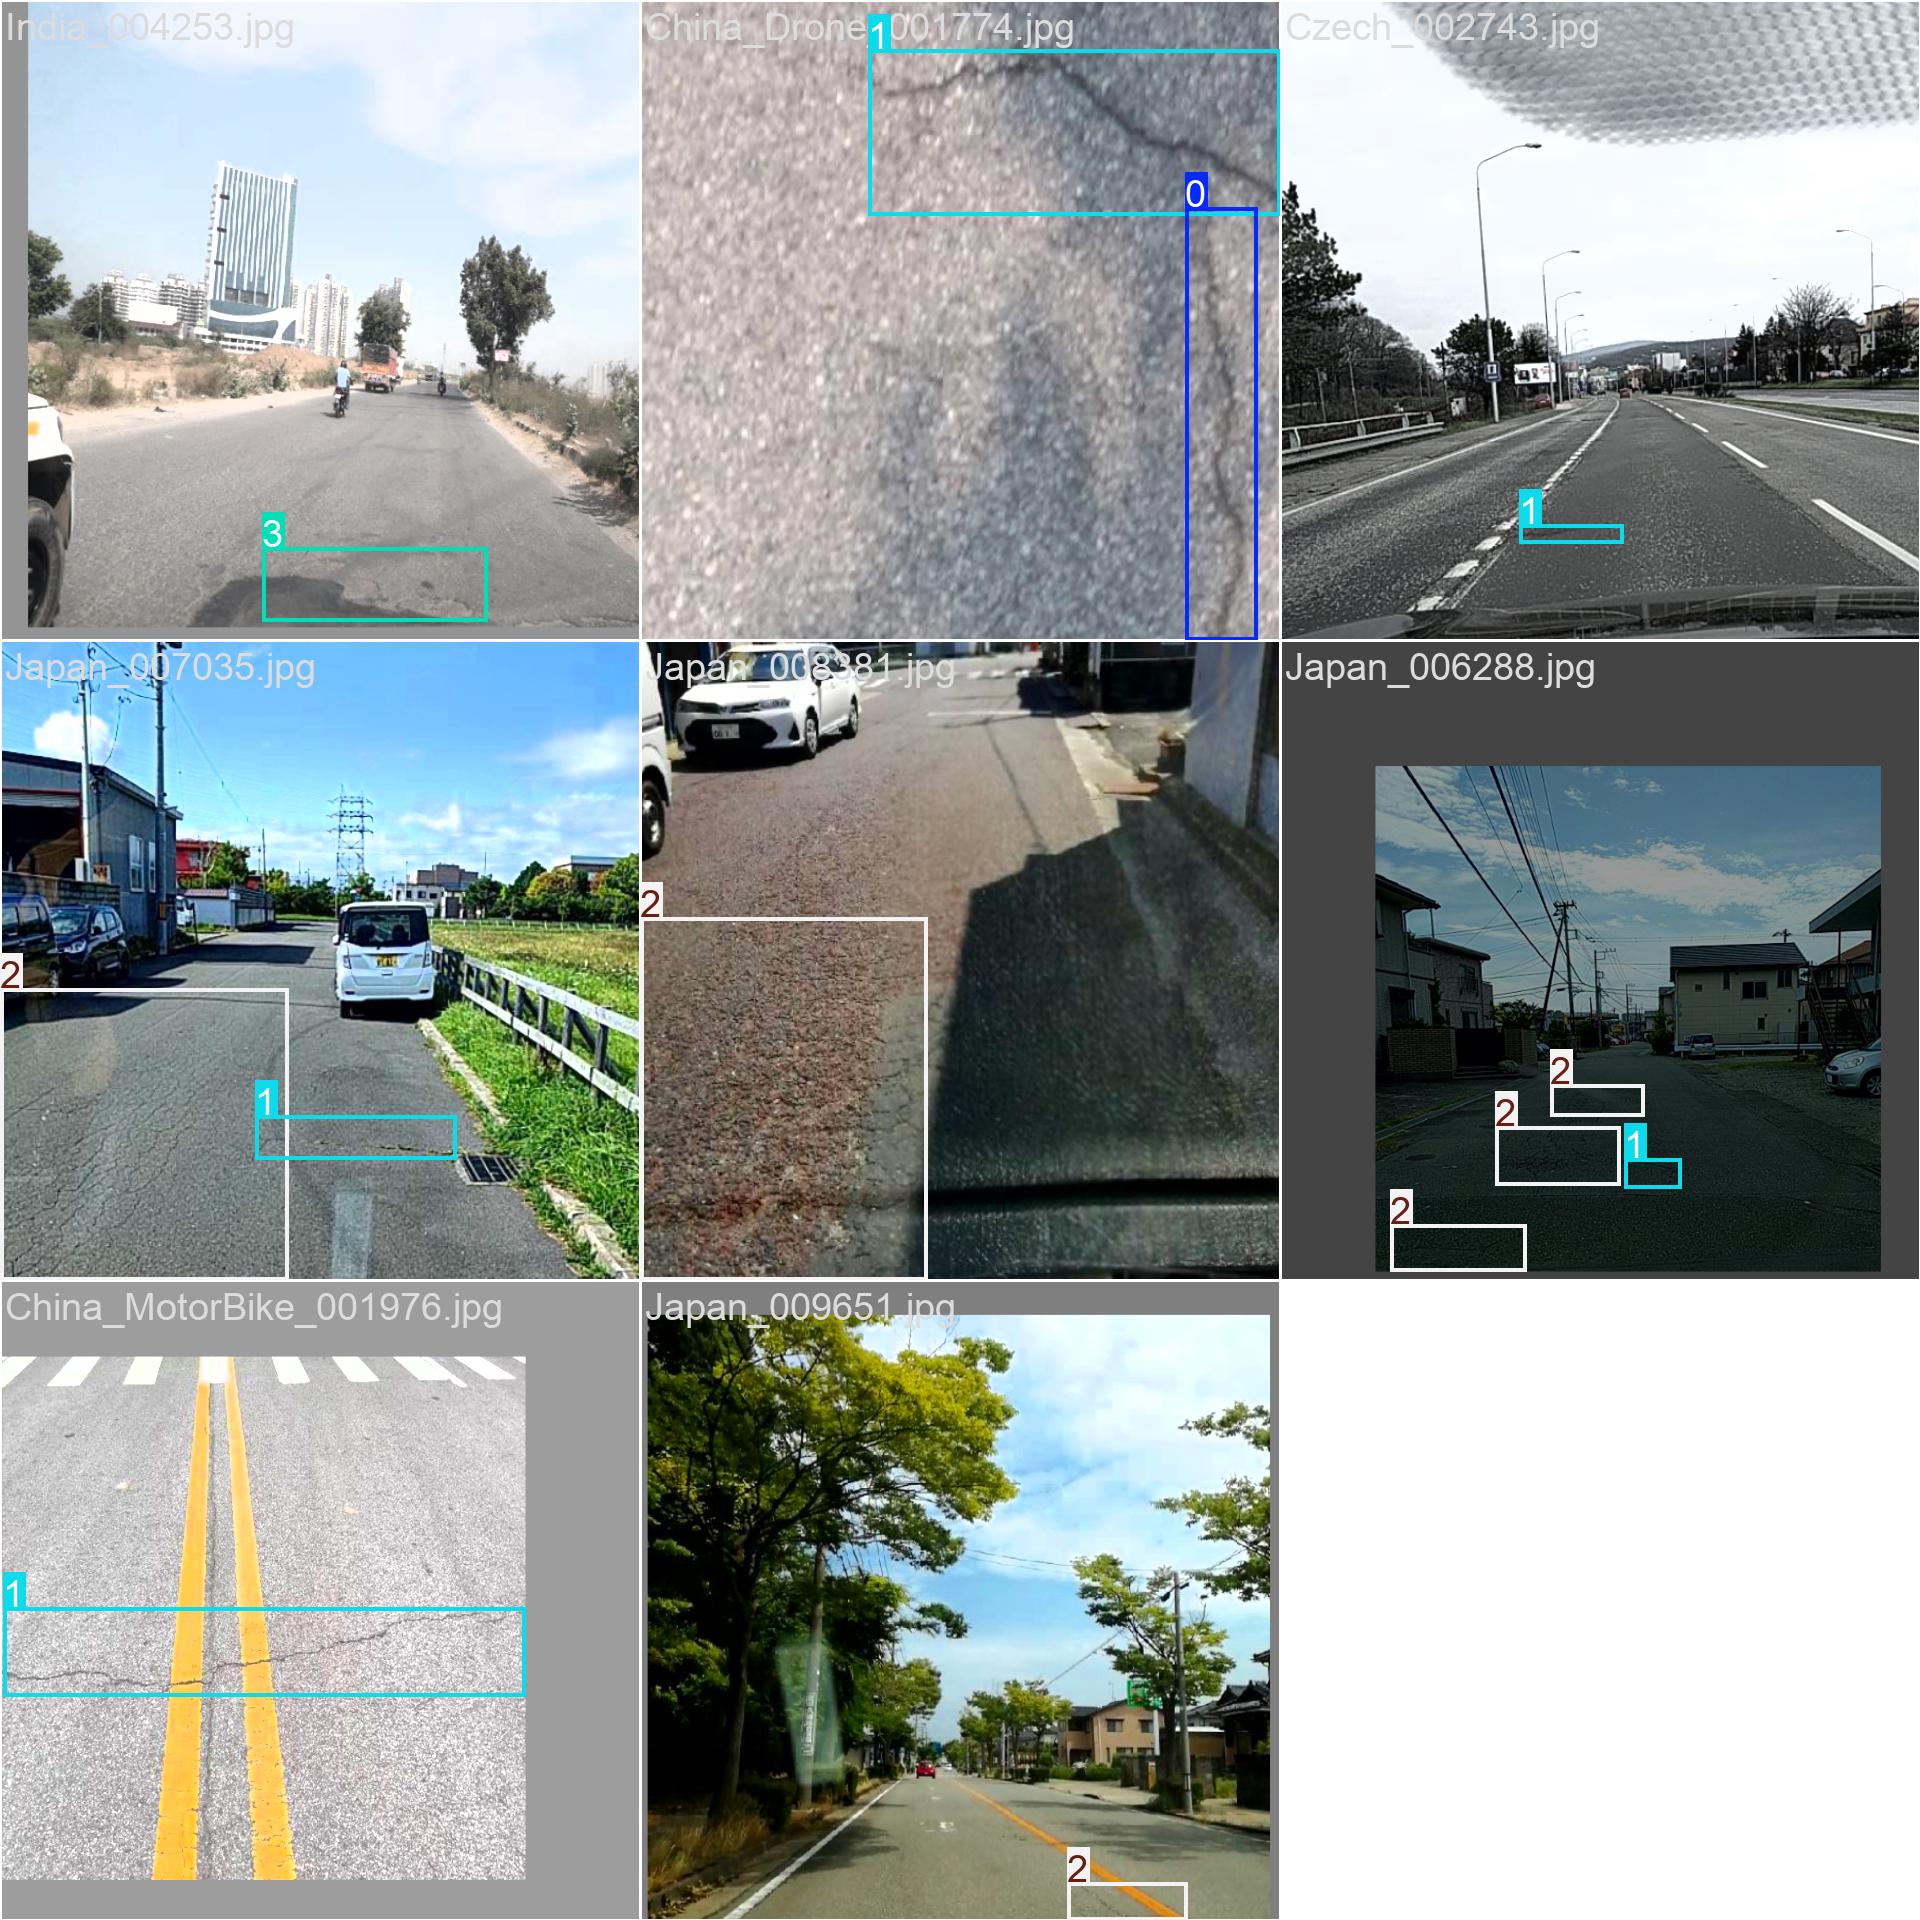 India_004253.jpg
China_Drone_001774.jpg
Czech_002743.jpg
1
0
1
3
Japan_007035.jpg
Japan_008381.jpg
Japan_006288.jpg
2
1
2
2
2
1
2
China_MotorBike_001976.jpg
Japan_009651.jpg
1
2